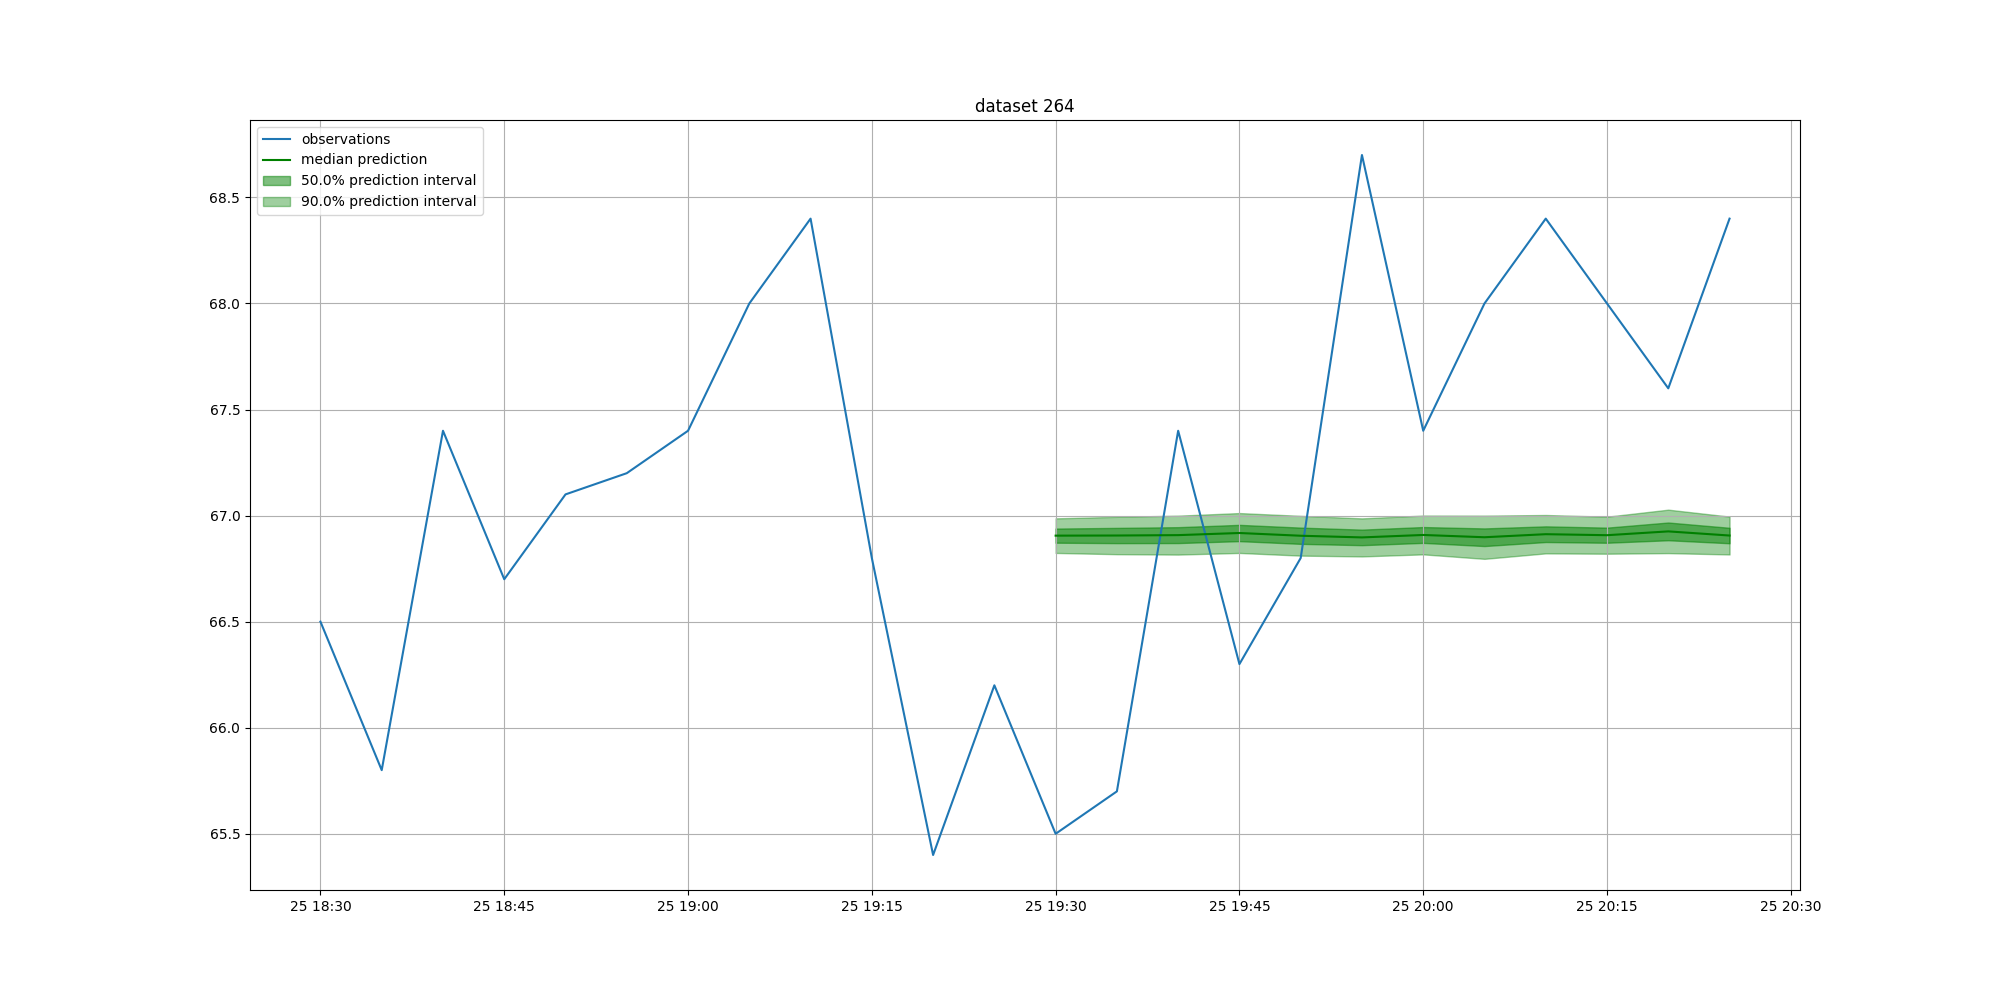 dataset 264
observations
median prediction
50.0% prediction interval
90.0% prediction interval
68.5
68.0
67.5
67.0
66.5
66.0
65.5
25 18:30 25 18:45 25 19:00 25 19:15 25 19:30 25 19:45 25 20:00 25 20:15 25 20:30